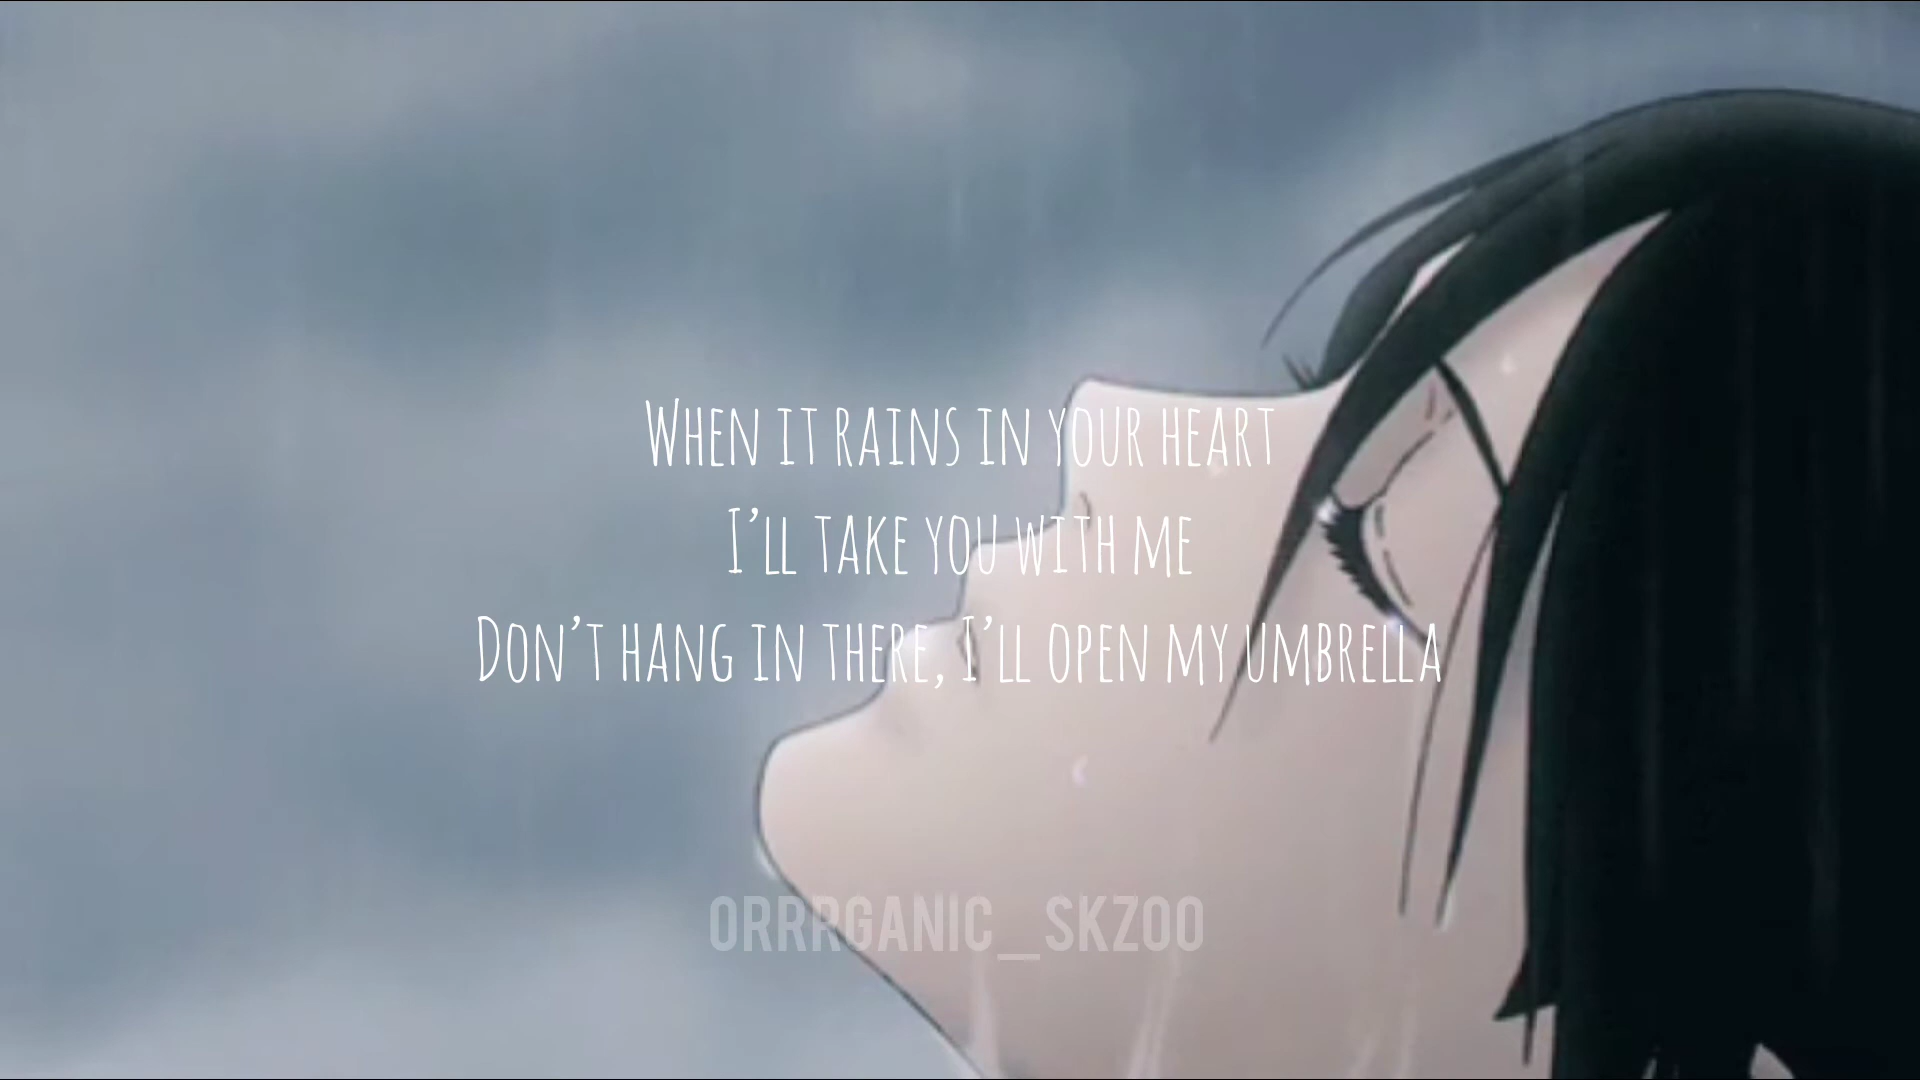 When it rains in your heart
I'll take you with me
Don't hang in there, I'll open my umbrella
ORRRGANIC_SKZOO